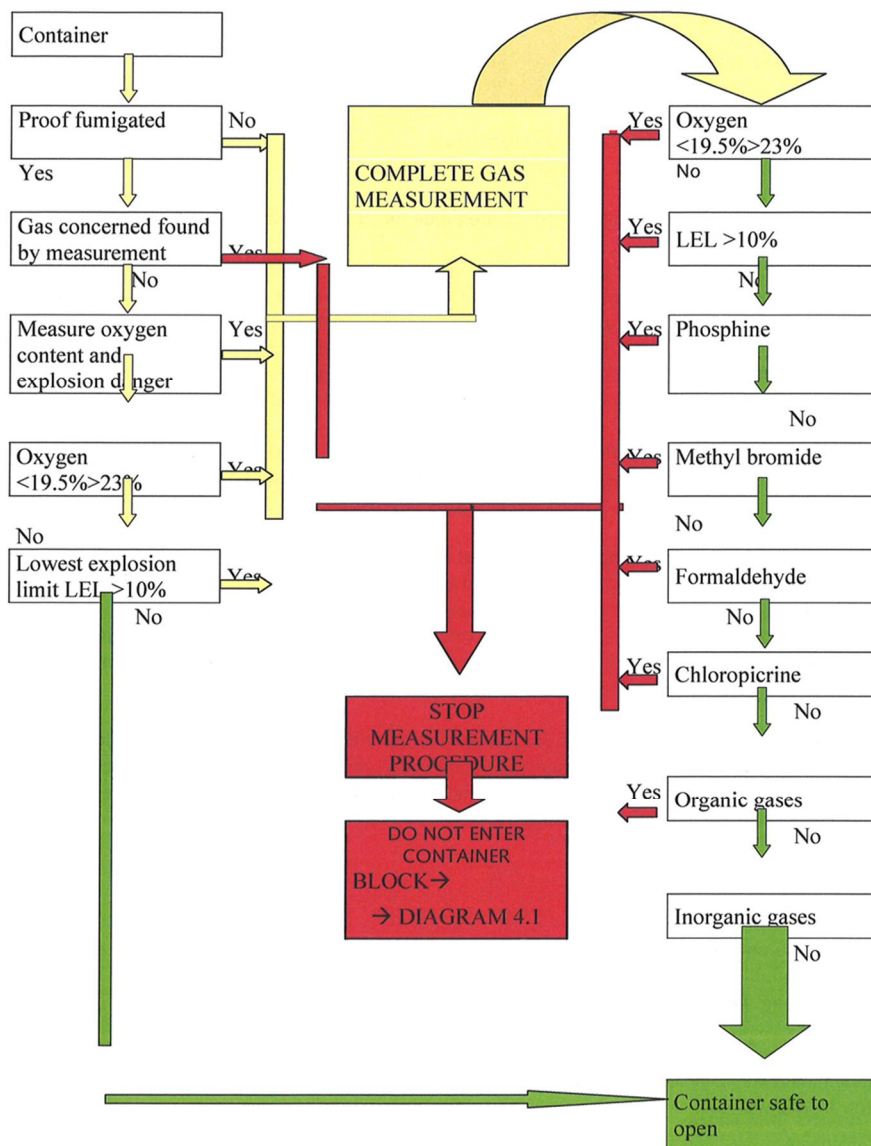 Container
Proof fumigated
No
Yes
Gas concerned found
by measurement
Yes
No
Measure oxygen
content and
explosion danger
Yes
Oxygen
<19.5%>23%
Yes
No
Lowest explosion
limit LEL >10%
Yes
No
COMPLETE GAS
MEASUREMENT
STOP
MEASUREMENT
PROCEDURE
DO NOT ENTER
CONTAINER
BLOCK→
→ DIAGRAM 4.1
Yes
Oxygen
<19.5%>23%
No
Yes
LEL >10%
No
Yes
Phosphine
No
Yes
Methyl bromide
No
Yes
Formaldehyde
No
Yes
Chloropicrine
No
Yes
Organic gases
No
Inorganic gases
No
Container safe to
open